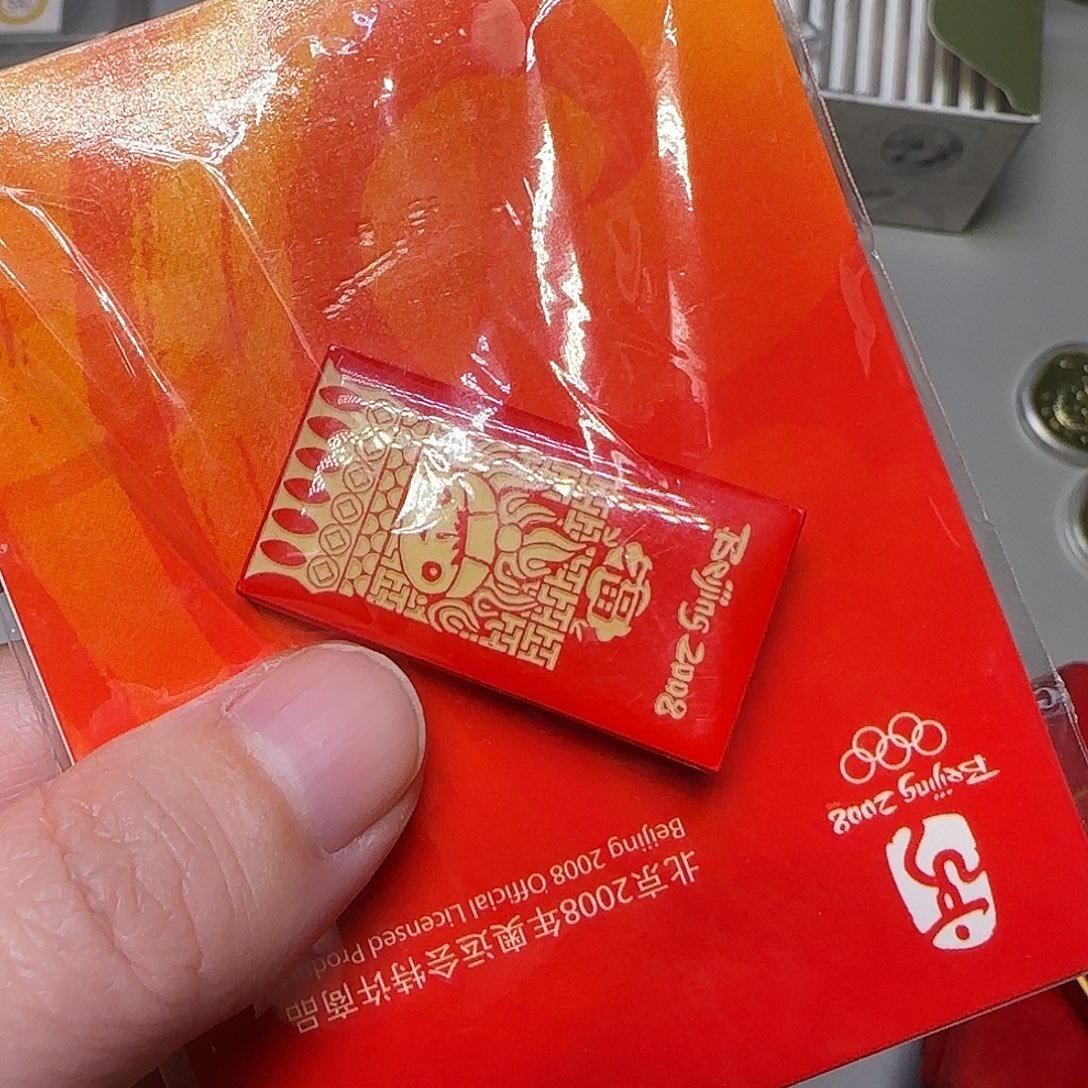 Beijing 2008
Beijing 2008
北京2008年奥运会特许商品
Beijing 2008 Official Licensed Produ